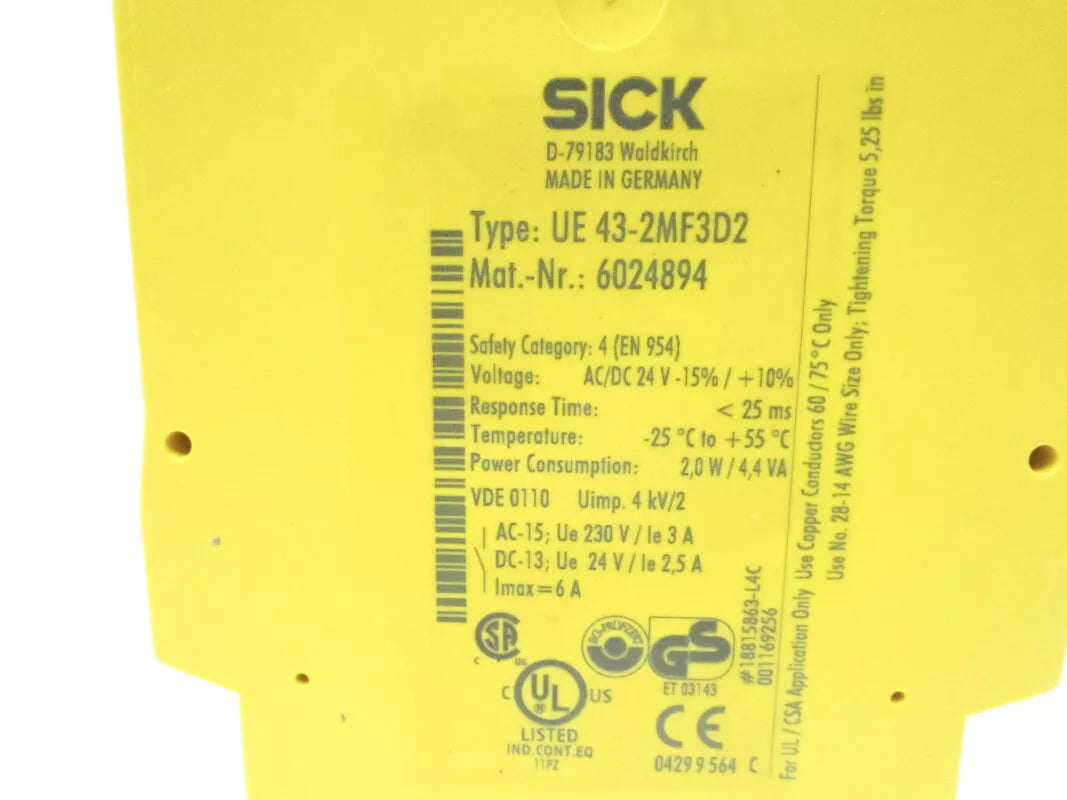 SICK
D-79183 Waldkirch
MADE IN GERMANY
Type: UE 43-2MF3D2
Mat.-Nr.: 6024894
Safety Category: 4 (EN 954)
Voltage: AC/DC 24 V -15% / +10%
Response Time: < 25 ms
Temperature: -25 °C to +55 °C
Power Consumption: 2,0 W / 4,4 VA
VDE 0110 Uimp. 4 kV/2
AC-15; Ue 230 V / Ie 3 A
DC-13; Ue 24 V / Ie 2,5 A
Imax = 6 A
SA
C US
BG-PRÜFZERT
GS
ET 03143
C UL US
®
LISTED
IND.CONT.EQ
11PZ
CE
0429 9 564 C
#18815863-L4C
001169256
For UL / CSA Application Only Use Copper Conductors 60 / 75°C Only
Use No. 28-14 AWG Wire Size Only; Tightening Torque 5,25 lbs in